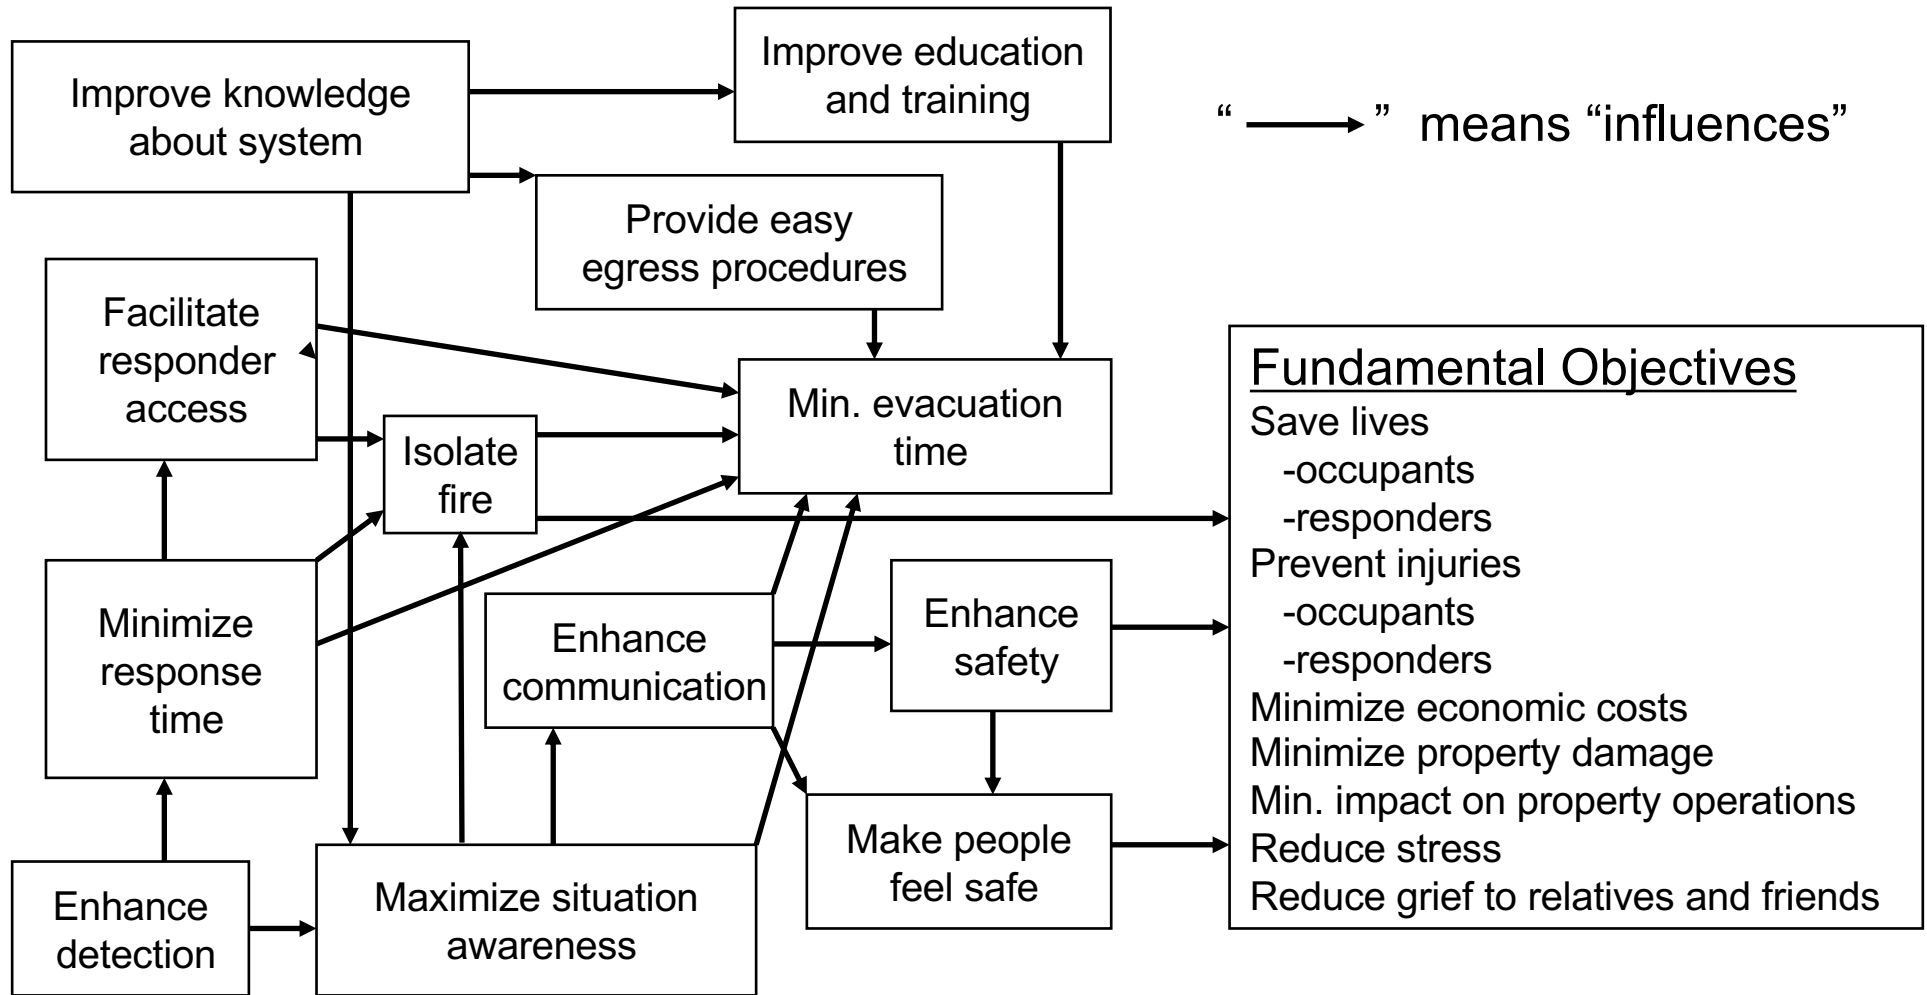 Improve knowledge
about system
Improve education
and training
“ ” means “influences”
Provide easy
egress procedures
Facilitate
responder
access
Isolate
fire
Min. evacuation
time
Minimize
response
time
Enhance
communication
Enhance
safety
Make people
feel safe
Enhance
detection
Maximize situation
awareness
Fundamental Objectives
Save lives
-occupants
-responders
Prevent injuries
-occupants
-responders
Minimize economic costs
Minimize property damage
Min. impact on property operations
Reduce stress
Reduce grief to relatives and friends